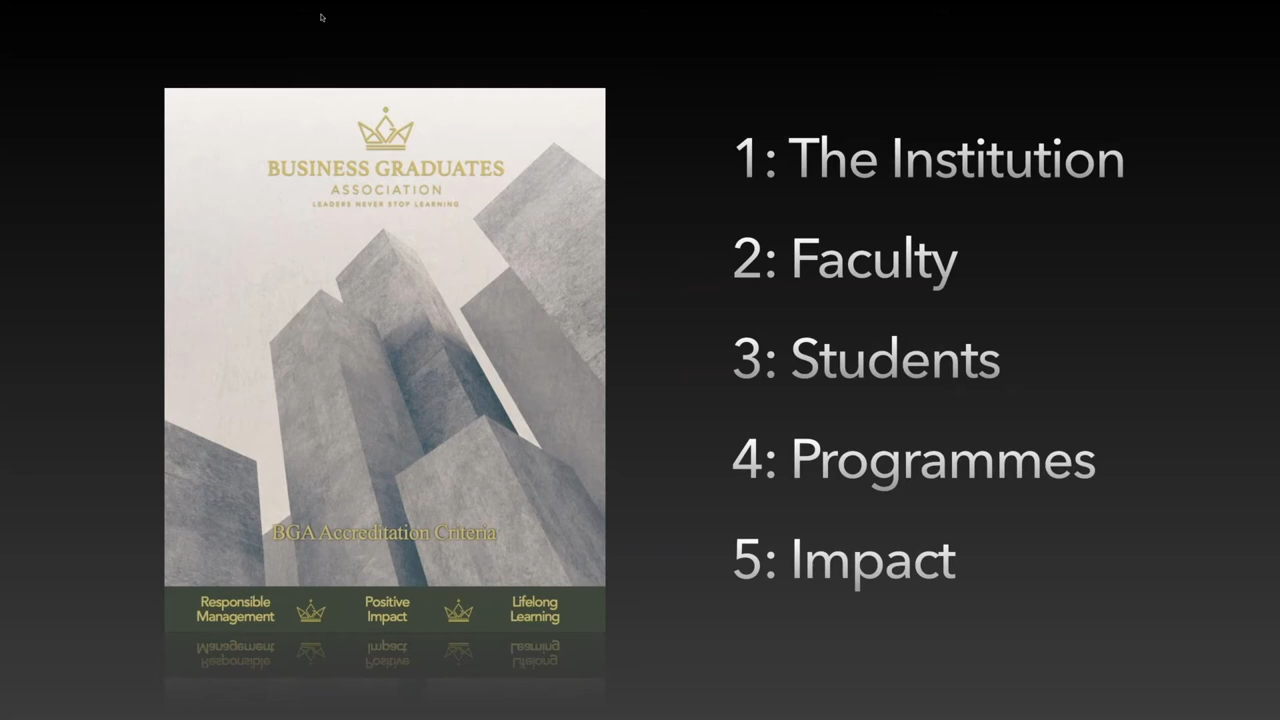 BUSINESS GRADUATES
ASSOCIATION
LEADERS NEVER STOP LEARNING
BGA Accreditation Criteria
Responsible
Management
Positive
Impact
Lifelong
Learning
1: The Institution
2: Faculty
3: Students
4: Programmes
5: Impact